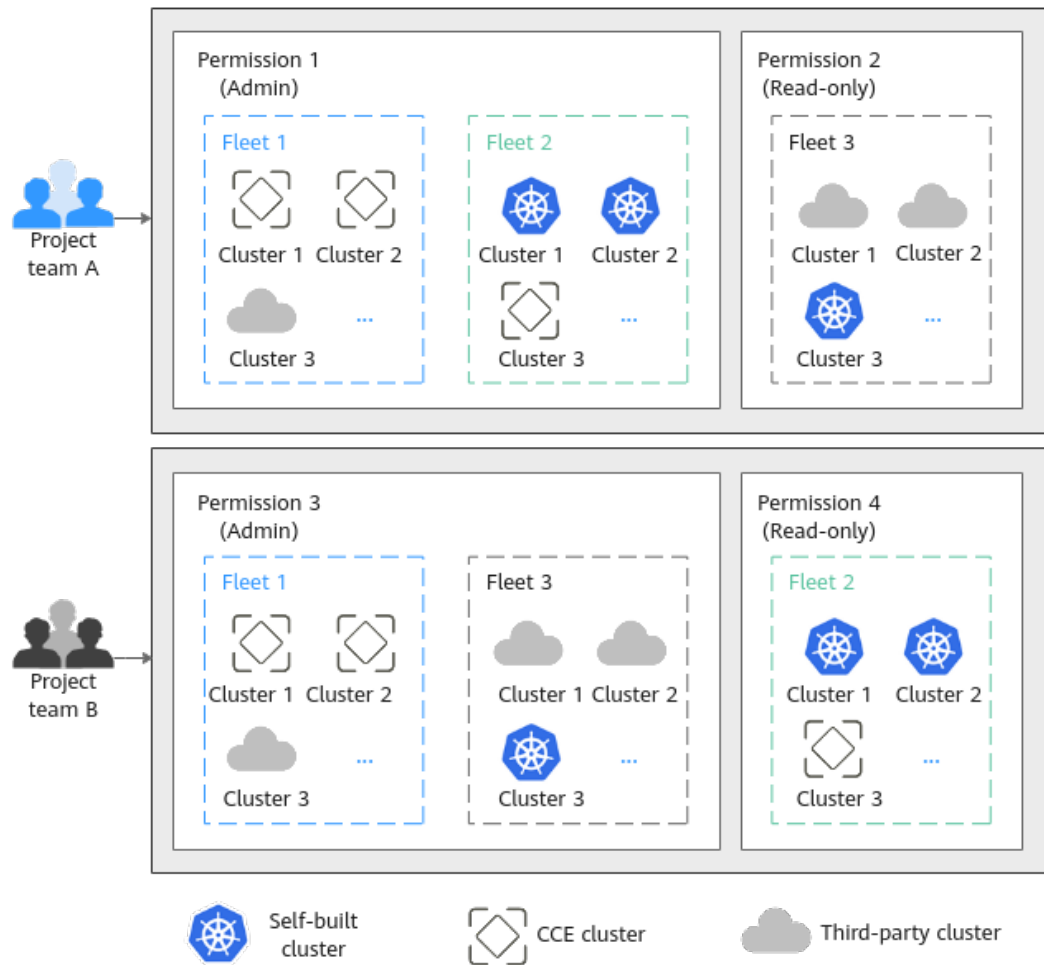 Permission 1
(Admin)
Permission 2
(Read-only)
Fleet 1
Fleet 2
Fleet 3
Cluster 1 Cluster 2
Cluster 1 Cluster 2
Cluster 1 Cluster 2
Project
team A
...
...
...
Cluster 3
Cluster 3
Cluster 3
Permission 3
(Admin)
Permission 4
(Read-only)
Fleet 1
Fleet 3
Fleet 2
Cluster 1 Cluster 2
Cluster 1 Cluster 2
Cluster 1 Cluster 2
Project
team B
...
...
...
Cluster 3
Cluster 3
Cluster 3
Self-built
cluster
CCE cluster
Third-party cluster